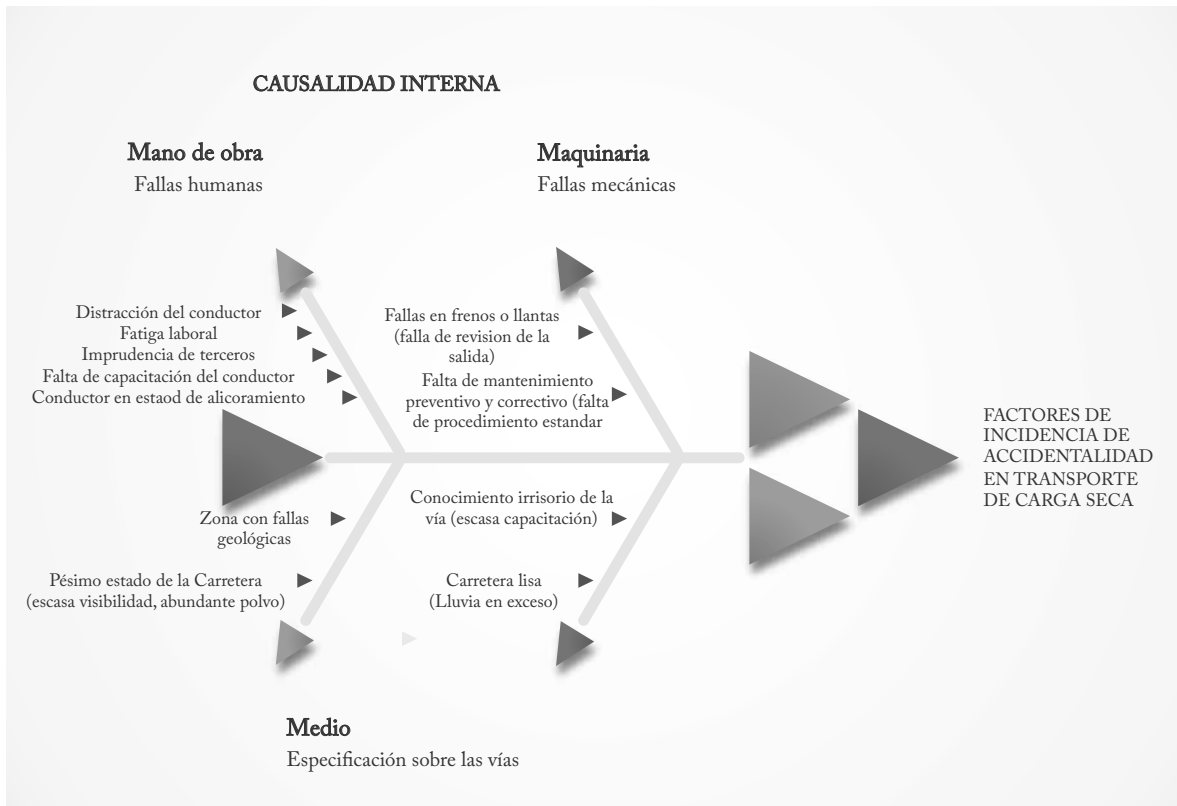 CAUSALIDAD INTERNA
Mano de obra
Fallas humanas
Maquinaria
Fallas mecánicas
Distracción del conductor
Fatiga laboral
Imprudencia de terceros
Falta de capacitación del conductor
Conductor en estaod de alicoramiento
Fallas en frenos o llantas
(falla de revision de la
salida)
Falta de mantenimiento
preventivo y correctivo (falta
de procedimiento estandar
FACTORES DE
INCIDENCIA DE
ACCIDENTALIDAD
EN TRANSPORTE
DE CARGA SECA
Zona con fallas
geológicas
Pésimo estado de la Carretera
(escasa visibilidad, abundante polvo)
Conocimiento irrisorio de la
vía (escasa capacitación)
Carretera lisa
(Lluvia en exceso)
Medio
Especificación sobre las vías